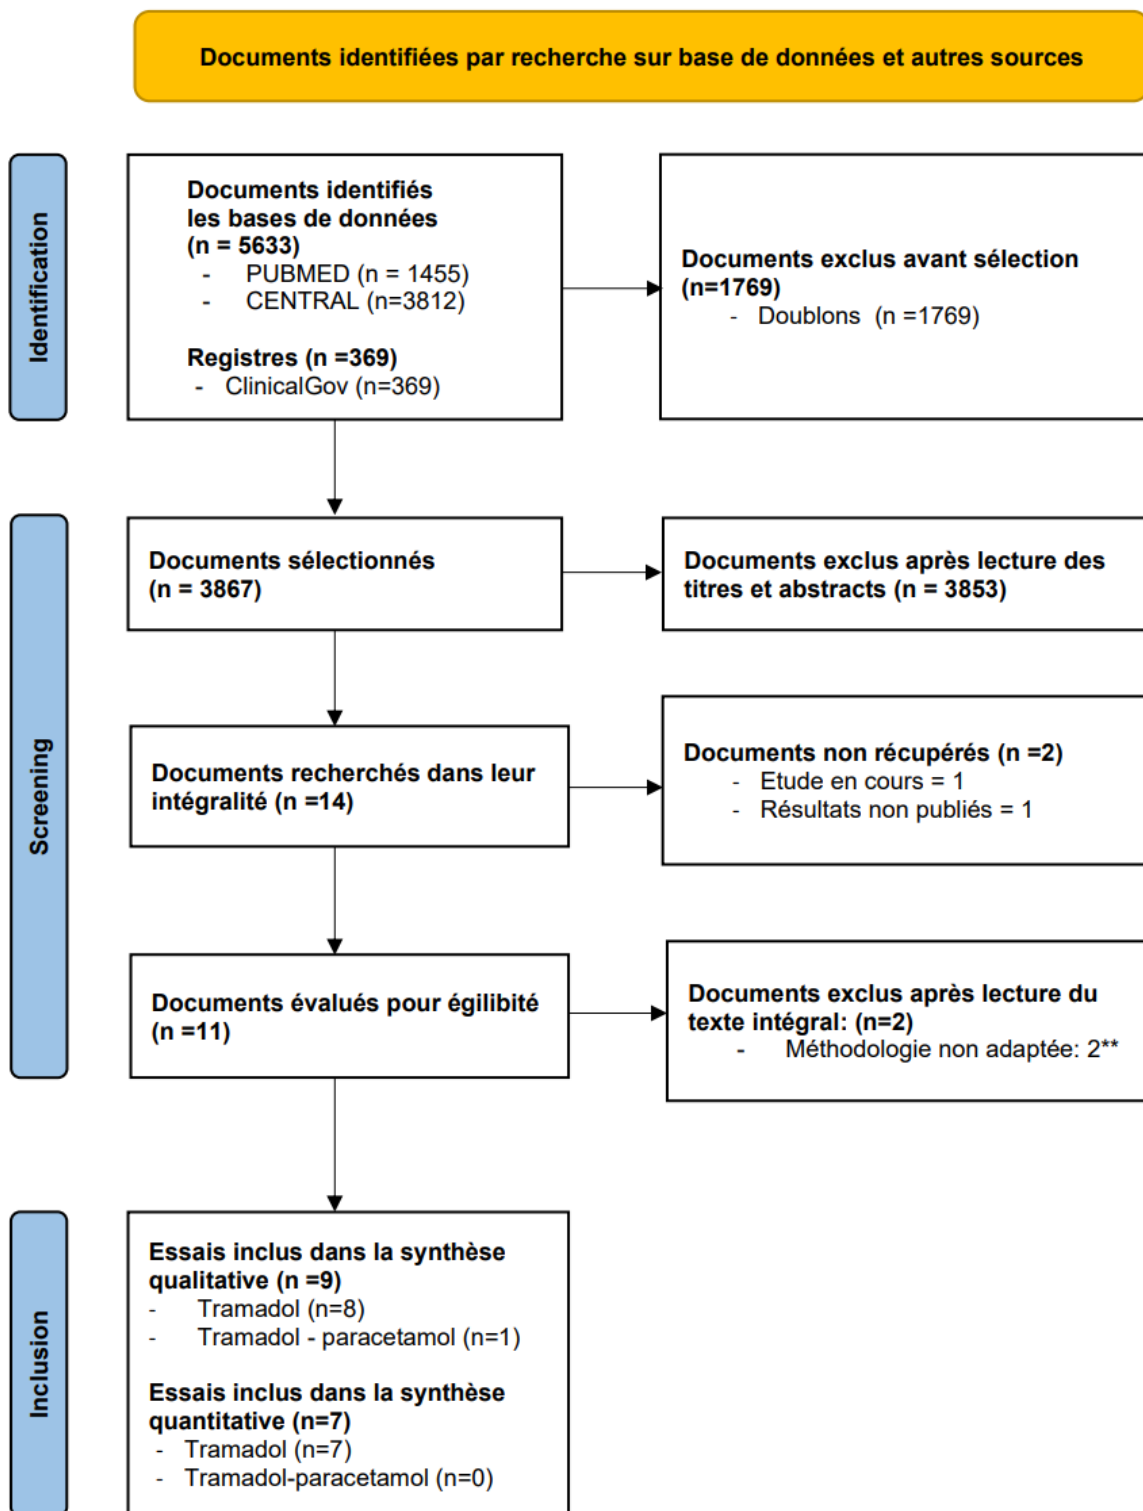 Documents identifiées par recherche sur base de données et autres sources
Identification
Documents identifiés
les bases de données
(n = 5633)
- PUBMED (n = 1455)
- CENTRAL (n=3812)
Registres (n =369)
- ClinicalGov (n=369)
Documents exclus avant sélection
(n=1769)
- Doublons (n =1769)
Screening
Documents sélectionnés
(n = 3867)
Documents exclus après lecture des
titres et abstracts (n = 3853)
Documents recherchés dans leur
intégralité (n =14)
Documents non récupérés (n =2)
- Etude en cours = 1
- Résultats non publiés = 1
Documents évalués pour égilibité
(n =11)
Documents exclus après lecture du
texte intégral: (n=2)
- Méthodologie non adaptée: 2**
Inclusion
Essais inclus dans la synthèse
qualitative (n =9)
- Tramadol (n=8)
- Tramadol - paracetamol (n=1)
Essais inclus dans la synthèse
quantitative (n=7)
- Tramadol (n=7)
- Tramadol-paracetamol (n=0)